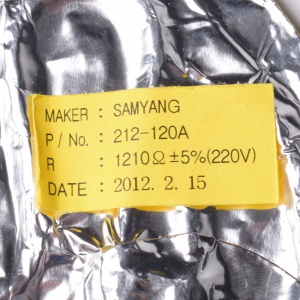 MAKER : SAMYANG
P / No. : 212-120A
R : 1210Ω ±5%(220V)
DATE : 2012. 2. 15